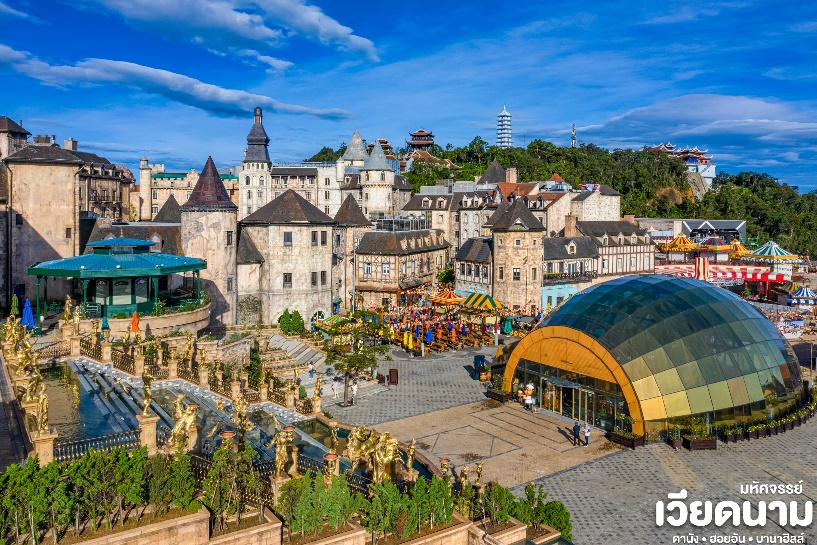 มหัศจรรย์
เวียดนาม
ดานัง • ฮอยอัน • บานาฮิลล์